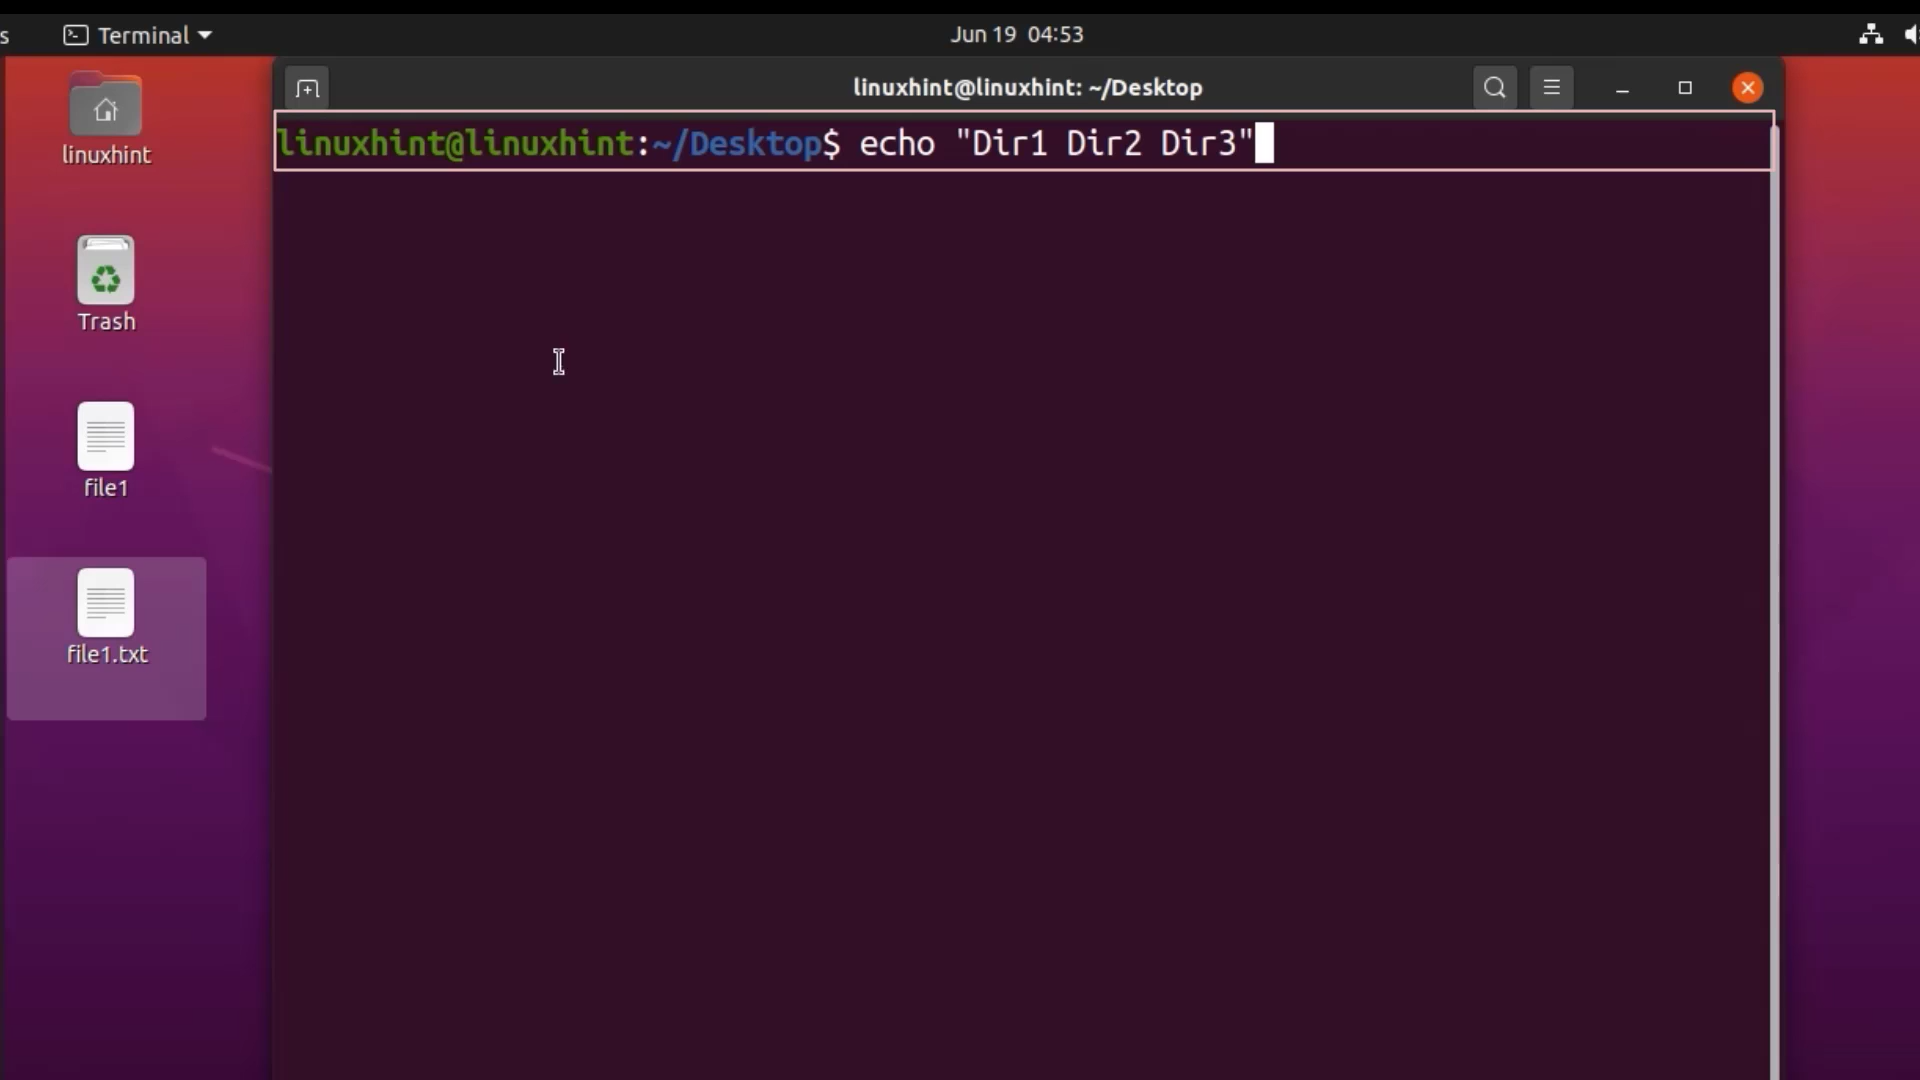 s Terminal Jun 19 04:53
linuxhint@linuxhint: ~/Desktop
linuxhint@linuxhint:~/Desktop$ echo "Dir1 Dir2 Dir3"
linuxhint
Trash
file1
file1.txt